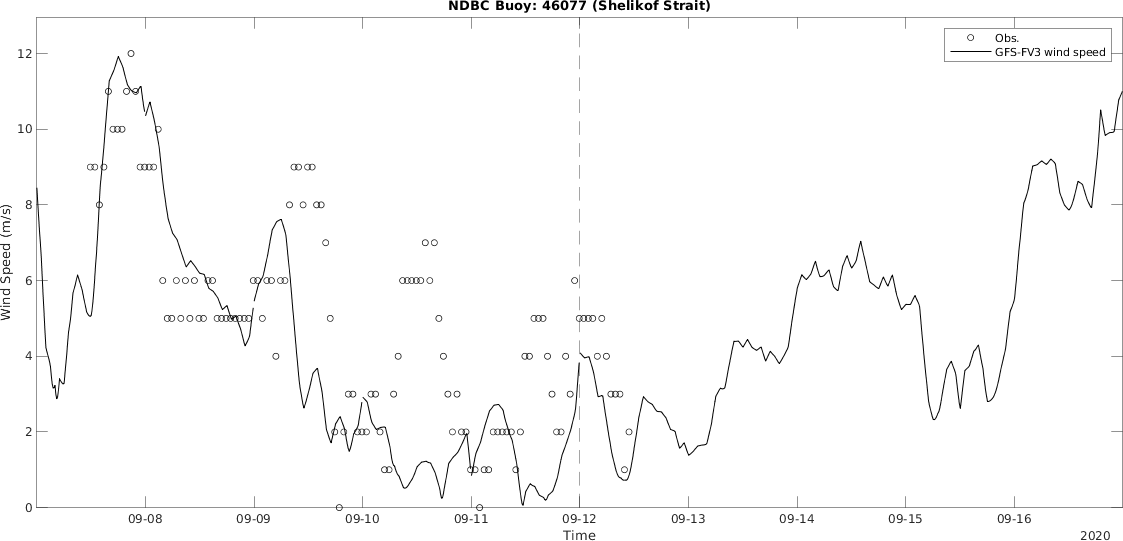 NDBC Buoy: 46077 (Shelikof Strait)
Obs.
GFS-FV3 wind speed
Wind Speed (m/s)
12
10
8
6
4
2
0
09-08 09-09 09-10 09-11 09-12 09-13 09-14 09-15 09-16
Time
2020